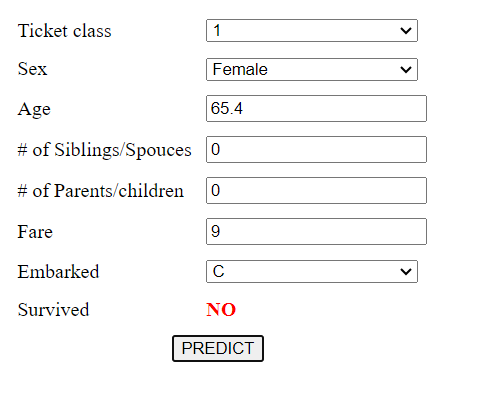 Ticket class 1
Sex Female
Age 65.4
# of Siblings/Spouces 0
# of Parents/children 0
Fare 9
Embarked C
Survived NO
PREDICT